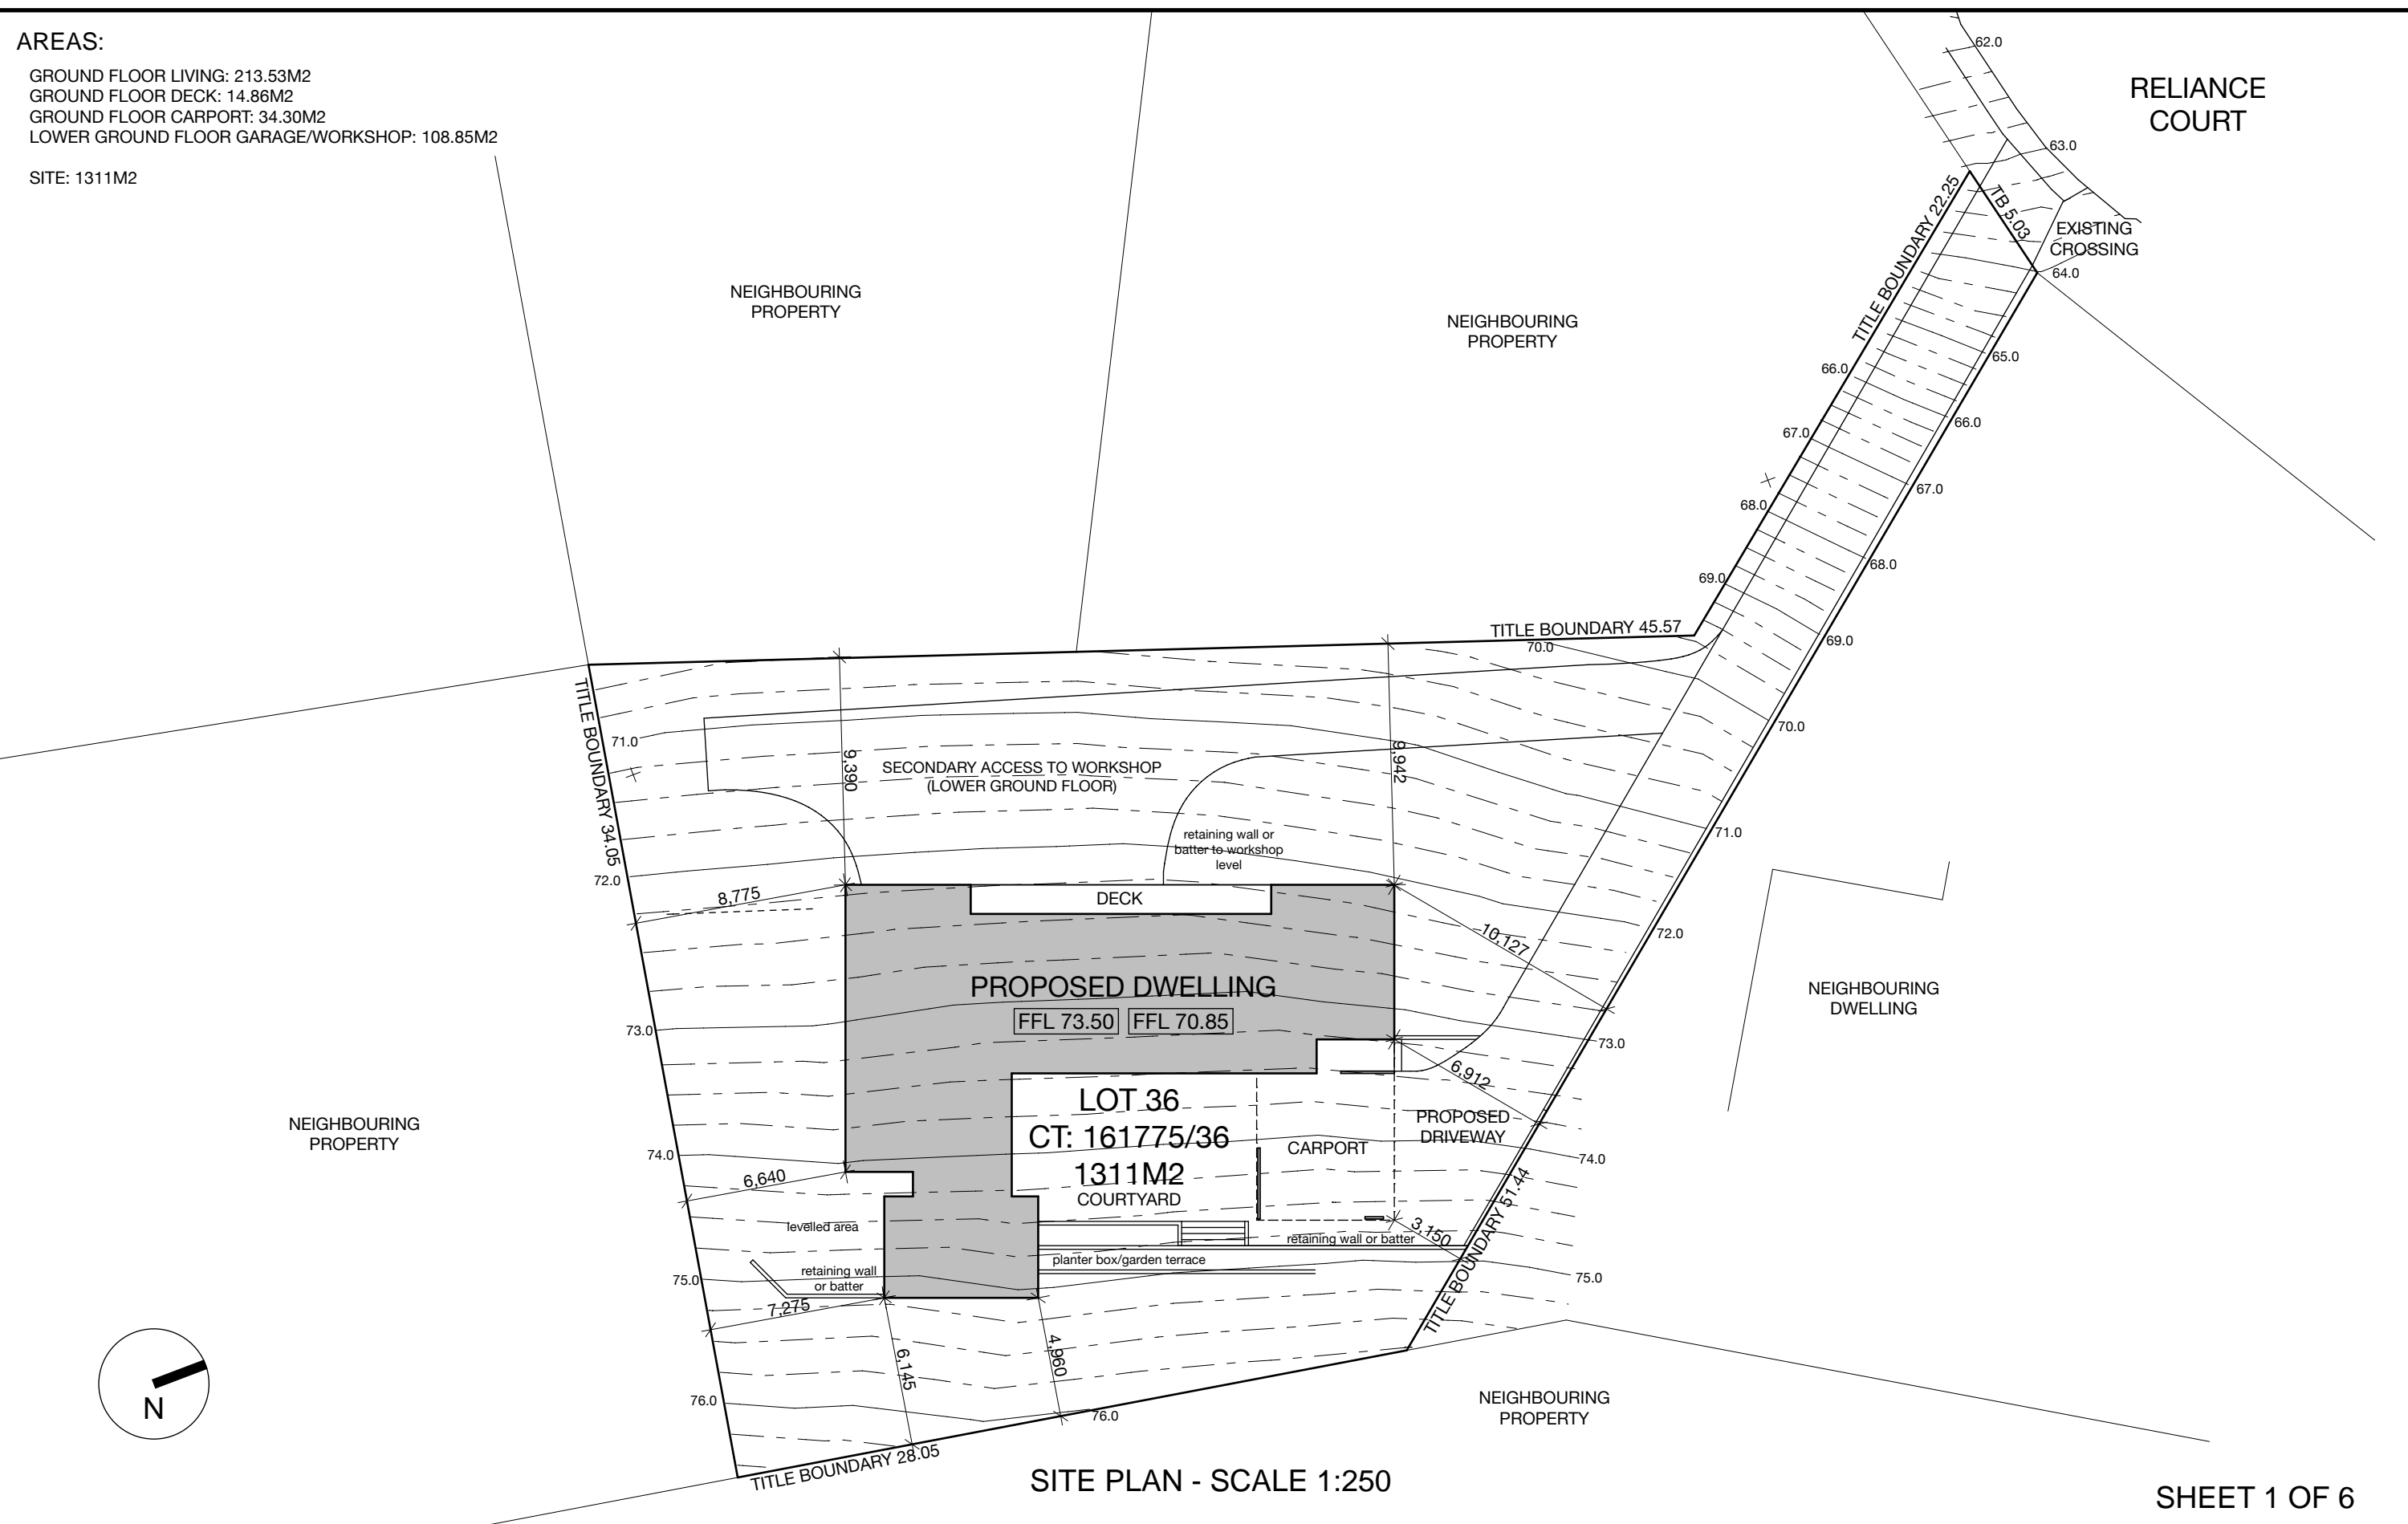 AREAS:
GROUND FLOOR LIVING: 213.53M2
GROUND FLOOR DECK: 14.86M2
GROUND FLOOR CARPORT: 34.30M2
LOWER GROUND FLOOR GARAGE/WORKSHOP: 108.85M2
SITE: 1311M2
62.0
RELIANCE
COURT
63.0
TITLE BOUNDARY 22.25
TB 5.03
EXISTING
CROSSING
64.0
NEIGHBOURING
PROPERTY
NEIGHBOURING
PROPERTY
65.0
66.0
66.0
67.0
67.0
68.0
68.0
69.0
69.0
TITLE BOUNDARY 45.57
70.0
70.0
TITLE BOUNDARY 34.05
71.0
9,390
9,942
SECONDARY ACCESS TO WORKSHOP
(LOWER GROUND FLOOR)
retaining wall or
batter to workshop
level
71.0
72.0
8,775
DECK
10,127
72.0
PROPOSED DWELLING
FFL 73.50
FFL 70.85
NEIGHBOURING
DWELLING
73.0
73.0
6,912
LOT 36
CT: 161775/36
1311M2
COURTYARD
CARPORT
PROPOSED
DRIVEWAY
NEIGHBOURING
PROPERTY
74.0
74.0
6,640
levelled area
3,150
TITLE BOUNDARY 51.44
retaining wall or batter
planter box/garden terrace
retaining wall
or batter
75.0
75.0
7,275
6,145
4,960
76.0
76.0
NEIGHBOURING
PROPERTY
N
TITLE BOUNDARY 28.05
SITE PLAN - SCALE 1:250
SHEET 1 OF 6